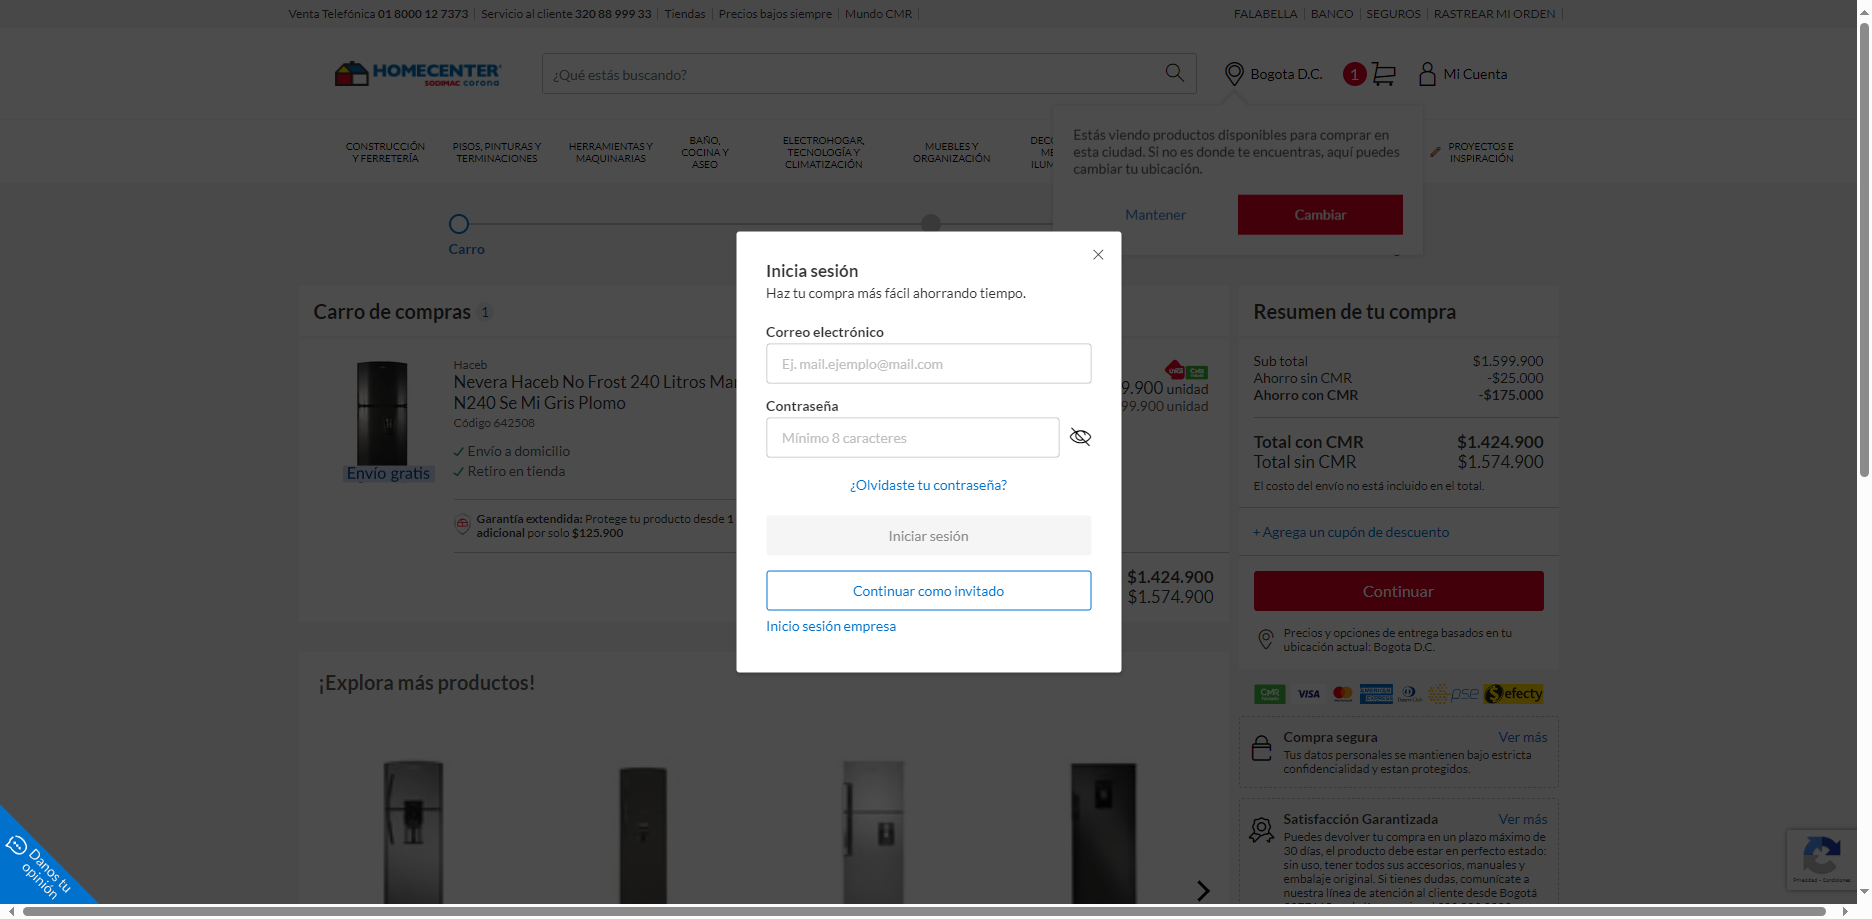 Venta Telefónica 01 8000 12 7373
Servicio al cliente 320 88 999 33
Tiendas
Precios bajos siempre
Mundo CMR
FALABELLA
BANCO
SEGUROS
RASTREAR MI ORDEN
HOMECENTER
SODIMAC corona
¿Qué estás buscando?
Bogota D.C.
1
Mi Cuenta
CONSTRUCCIÓN
Y FERRETERÍA
PISOS, PINTURAS Y
TERMINACIONES
HERRAMIENTAS Y
MAQUINARIAS
BAÑO,
COCINA Y
ASEO
ELECTROHOGAR,
TECNOLOGÍA Y
CLIMATIZACIÓN
MUEBLES Y
ORGANIZACIÓN
PROYECTOS E
INSPIRACIÓN
Estás viendo productos disponibles para comprar en
esta ciudad. Si no es donde te encuentras, aquí puedes
cambiar tu ubicación.
Mantener
Cambiar
Carro
Inicia sesión
Haz tu compra más fácil ahorrando tiempo.
Correo electrónico
Ej. mail.ejemplo@mail.com
Contraseña
Mínimo 8 caracteres
¿Olvidaste tu contraseña?
Iniciar sesión
Continuar como invitado
Inicio sesión empresa
Carro de compras 1
Haceb
Nevera Haceb No Frost 240 Litros Mar
N240 Se Mi Gris Plomo
Código 642508
Envío a domicilio
Retiro en tienda
Envío gratis
Garantía extendida: Protege tu producto desde 1
adicional por solo $125.900
9.900 unidad
99.900 unidad
$1.424.900
$1.574.900
Resumen de tu compra
Sub total $1.599.900
Ahorro sin CMR -$25.000
Ahorro con CMR -$175.000
Total con CMR $1.424.900
Total sin CMR $1.574.900
El costo del envío no está incluido en el total.
+ Agrega un cupón de descuento
Continuar
Precios y opciones de entrega basados en tu
ubicación actual: Bogota D.C.
CMR
VISA
AMERICAN EXPRESS
pse
efecty
Compra segura Ver más
Tus datos personales se mantienen bajo estricta
confidencialidad y estan protegidos.
Satisfacción Garantizada Ver más
Puedes devolver tu compra en un plazo máximo de
30 días, el producto debe estar en perfecto estado:
sin uso, tener todos sus accesorios, manuales y
embalaje original. Si tienes dudas, comunícate a
nuestra línea de atención al cliente desde Bogotá
¡Explora más productos!
Danos tu
opinión